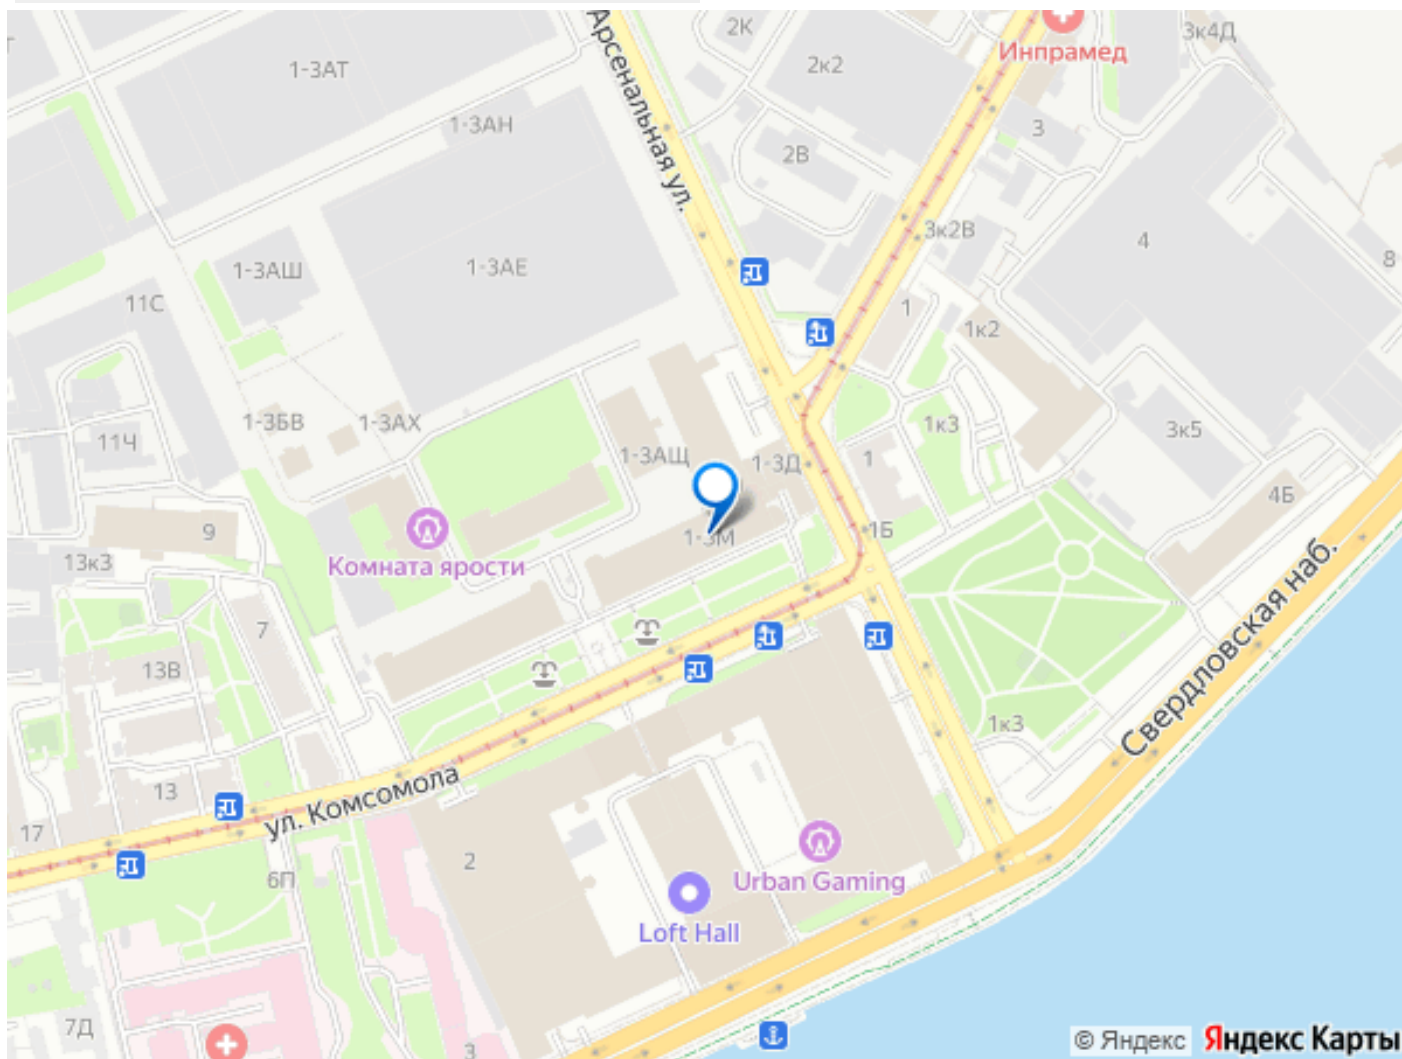 2К
3к4Д
Инпрамед
1-3АТ
2к2
Арсенальная ул.
1-3АН
3
2В
3к2В
4
8
1-3АШ
1-3АЕ
11С
1
1к2
1-3БВ
1-3АХ
1к3
3к5
11Ч
1-3АЩ
1-3Д
1
4Б
9
1-3М
1Б
13к3
Комната ярости
Свердловская наб.
7
13В
1к3
13
ул. Комсомола
17
2
6П
Urban Gaming
Loft Hall
7Д
3
© Яндекс Яндекс Карты